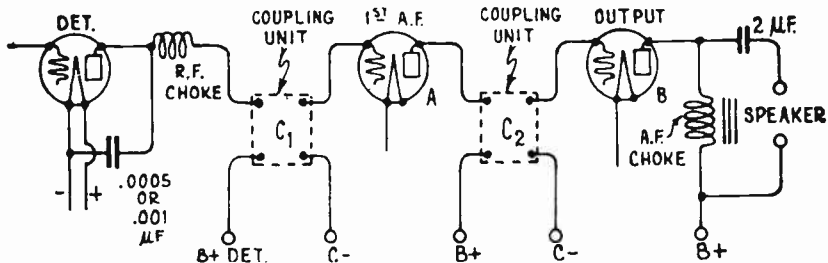 DET.
COUPLING
UNIT
1ST A.F.
COUPLING
UNIT
OUTPUT
2 µF.
R.F.
CHOKE
A
B
C1
C2
A.F.
CHOKE
SPEAKER
- +
.0005
OR
.001
µF
B+ DET.
C-
B+
C-
B+